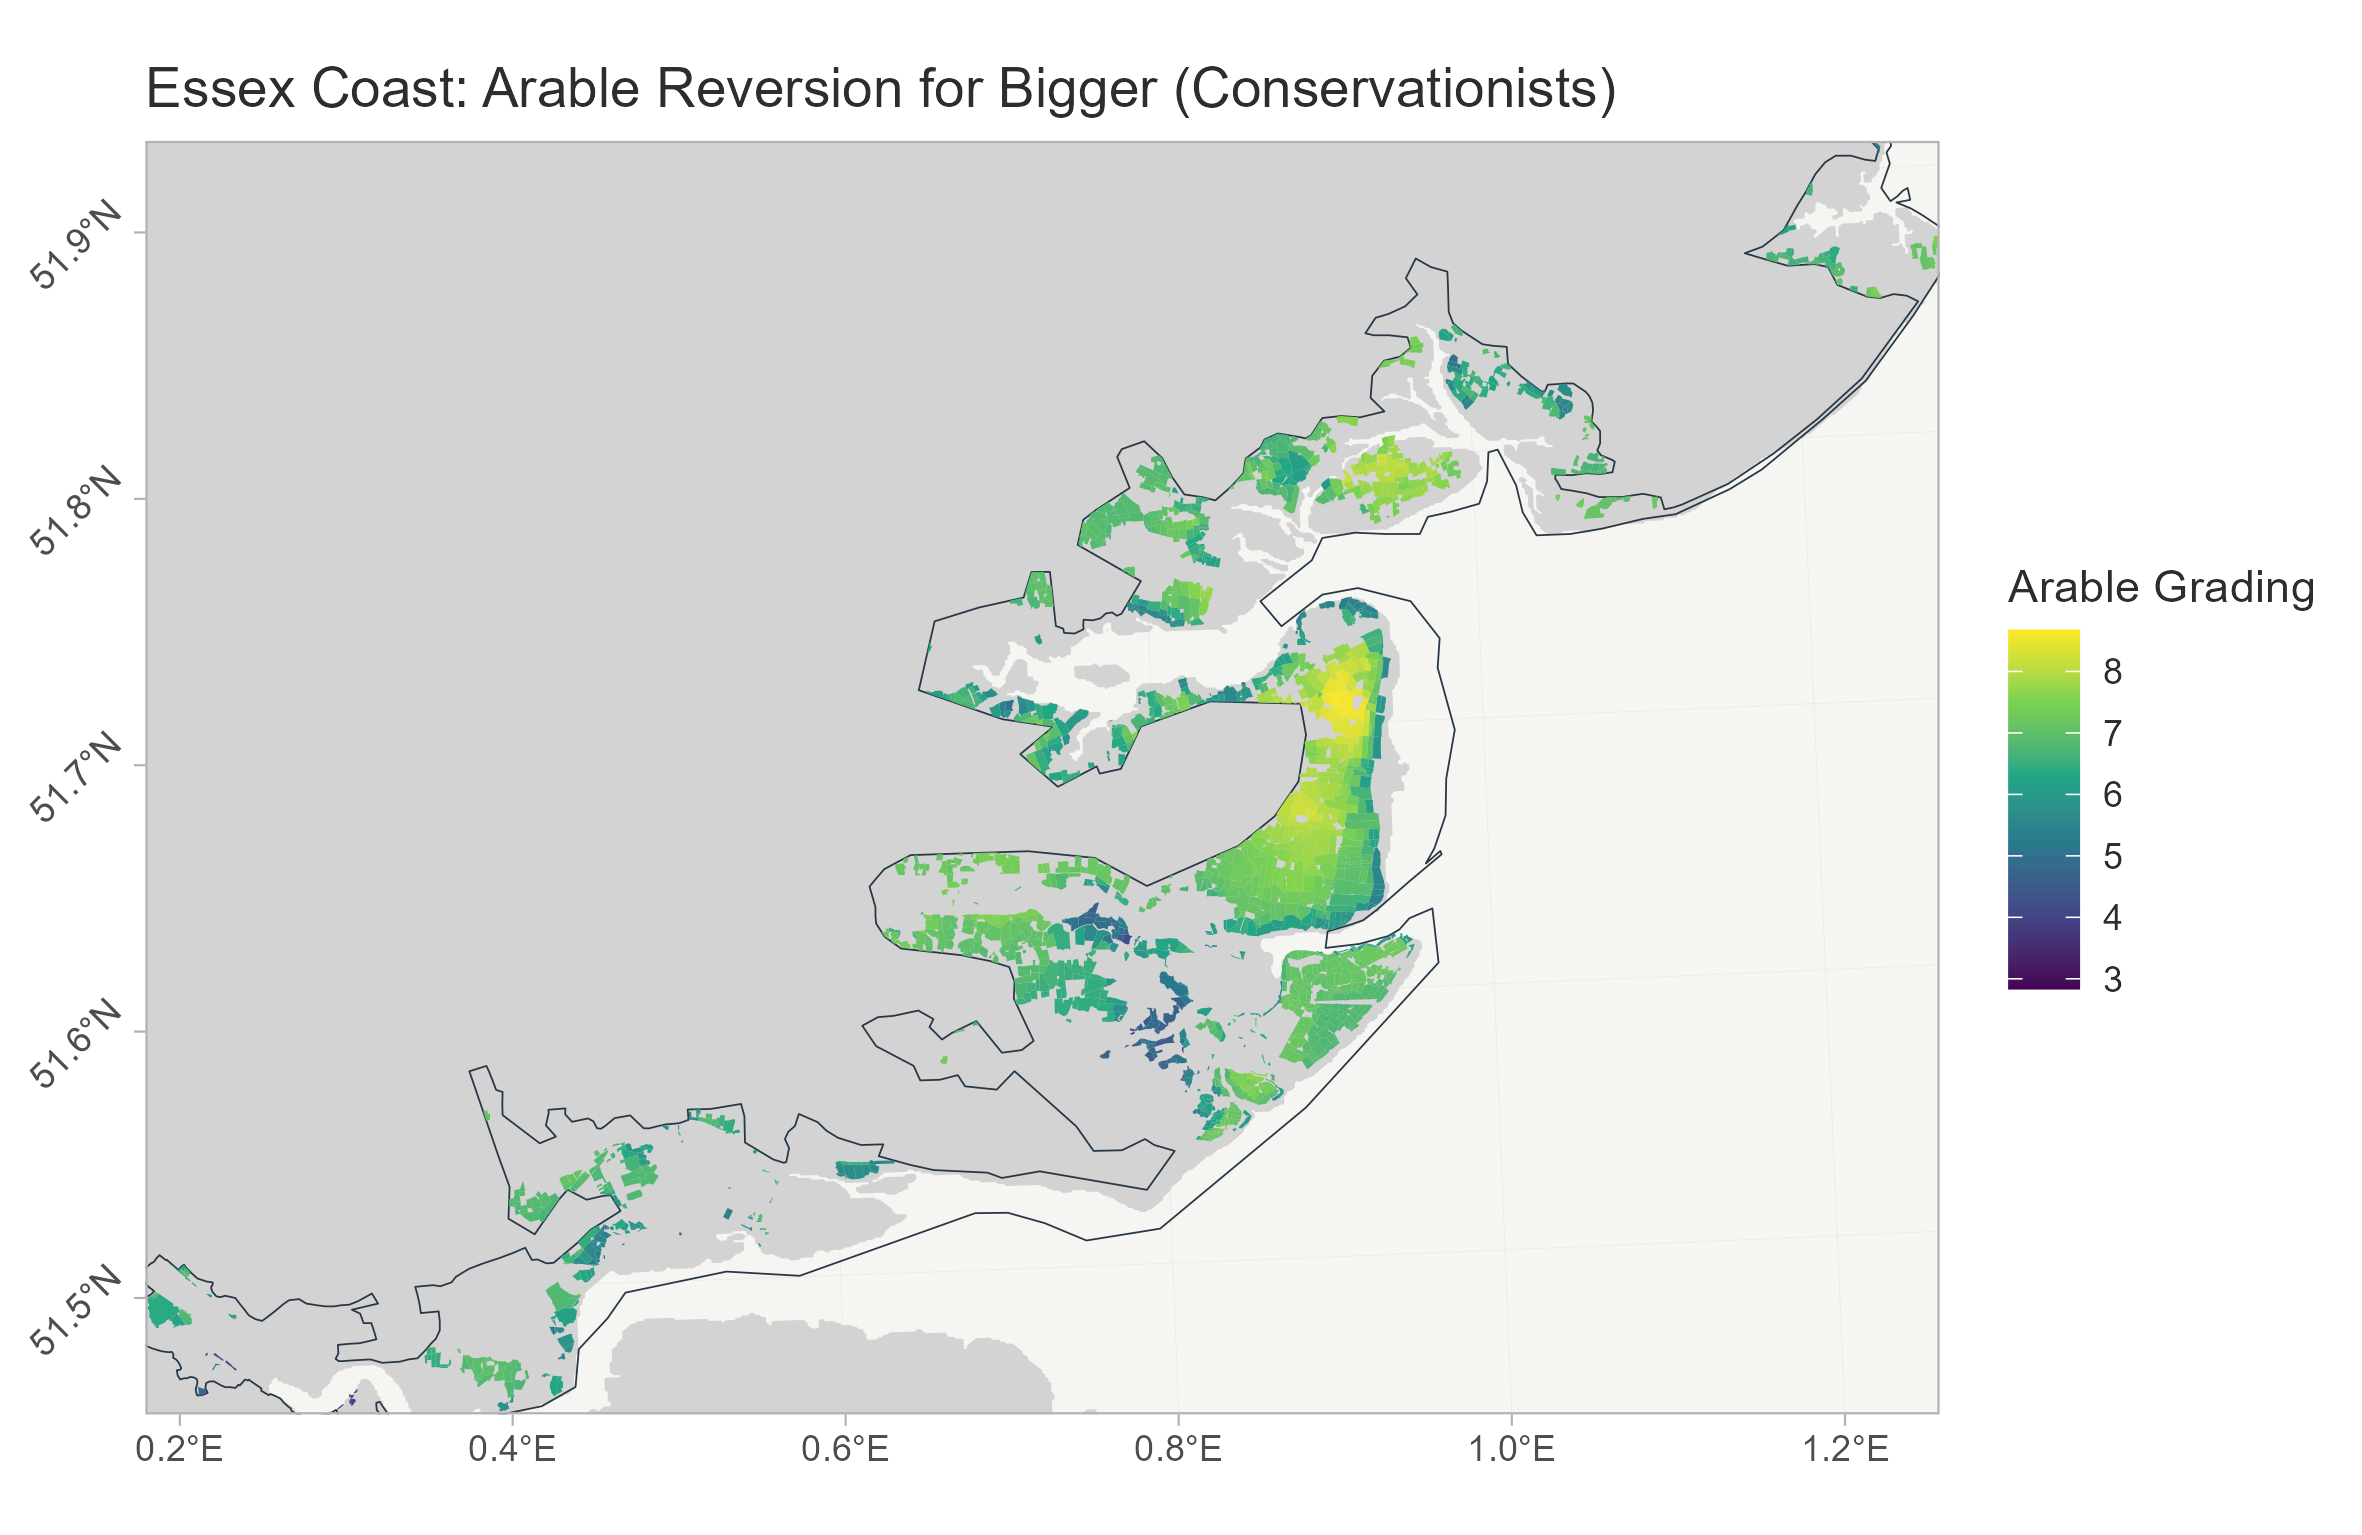 Essex Coast: Arable Reversion for Bigger (Conservationists)
51.9°N
51.8°N
51.7°N
51.6°N
51.5°N
0.2°E
0.4°E
0.6°E
0.8°E
1.0°E
1.2°E
Arable Grading
8
7
6
5
4
3